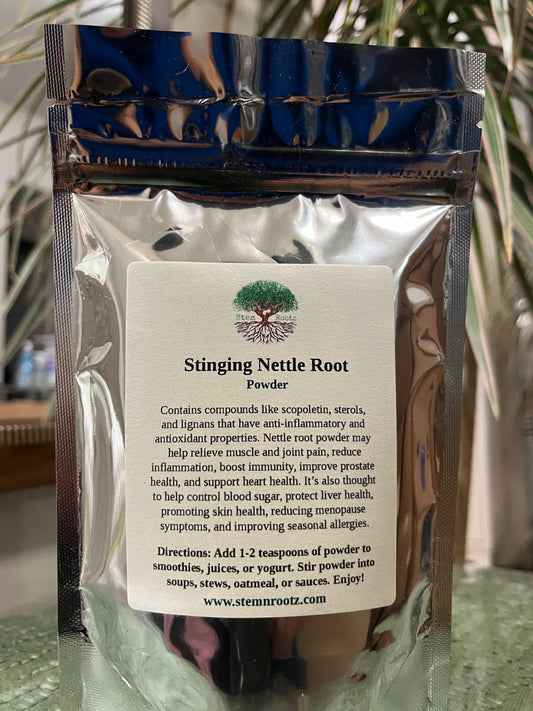 Stem Rootz
Stinging Nettle Root
Powder
Contains compounds like scopoletin, sterols,
and lignans that have anti-inflammatory and
antioxidant properties. Nettle root powder may
help relieve muscle and joint pain, reduce
inflammation, boost immunity, improve prostate
health, and support heart health. It's also thought
to help control blood sugar, protect liver health,
promoting skin health, reducing menopause
symptoms, and improving seasonal allergies.
Directions: Add 1-2 teaspoons of powder to
smoothies, juices, or yogurt. Stir powder into
soups, stews, oatmeal, or sauces. Enjoy!
www.stemnrootz.com